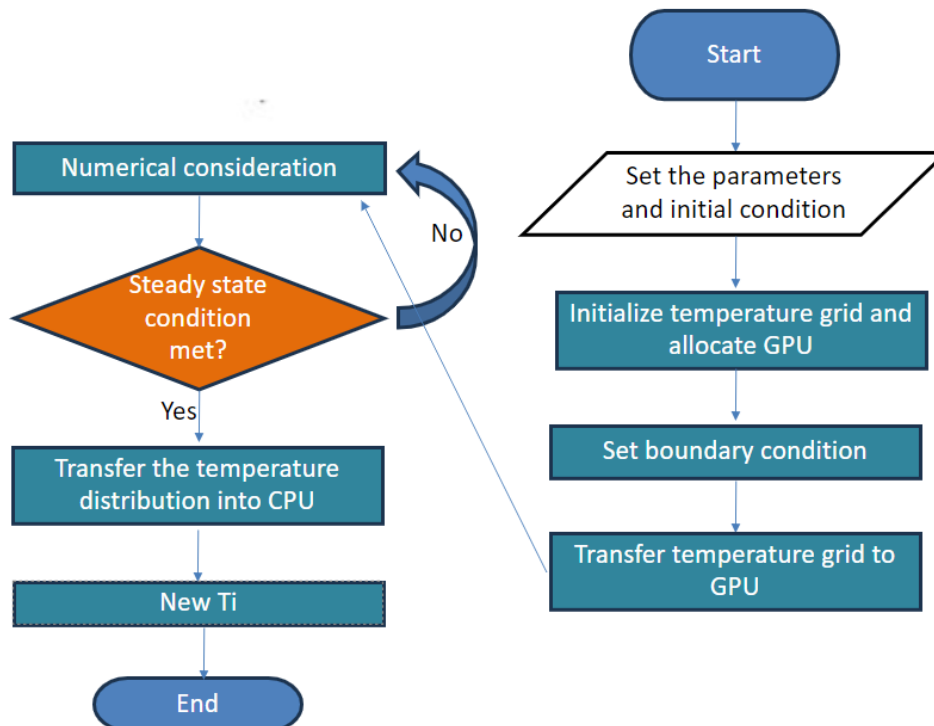 Start
Set the parameters
and initial condition
Initialize temperature grid and
allocate GPU
Set boundary condition
Transfer temperature grid to
GPU
Numerical consideration
No
Steady state
condition
met?
Yes
Transfer the temperature
distribution into CPU
New Ti
End